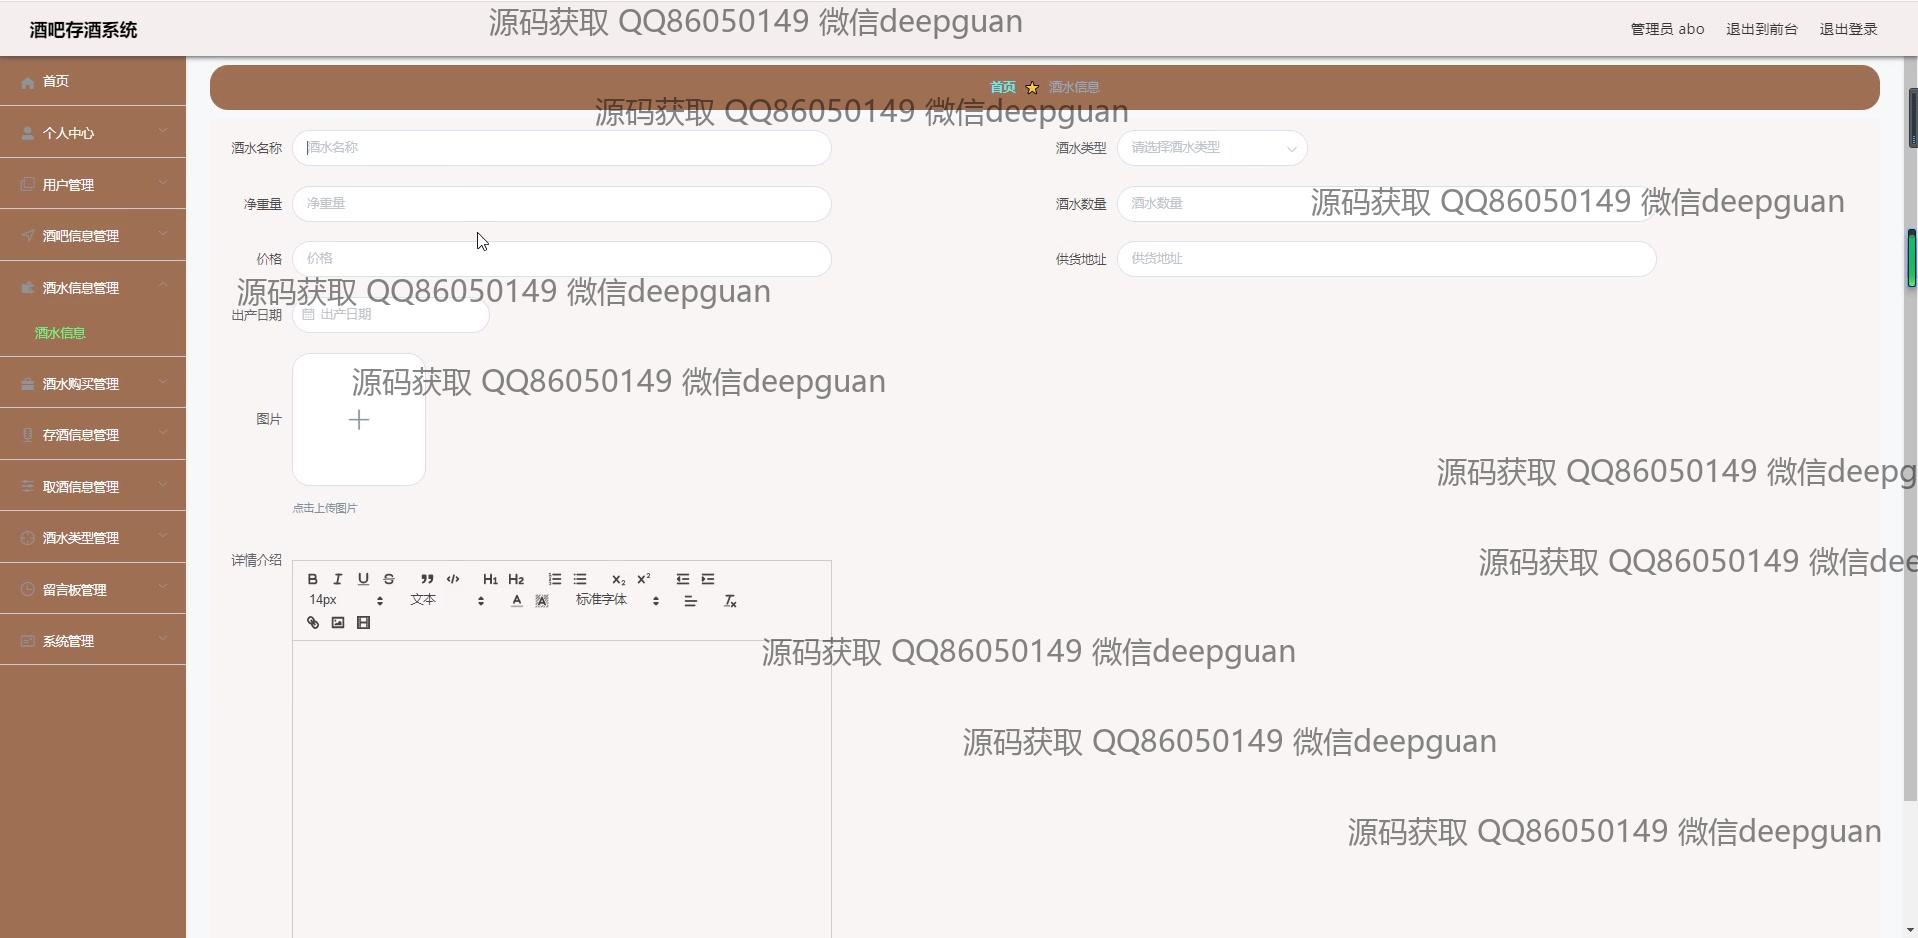 酒吧存酒系统
源码获取 QQ86050149 微信deepguan
管理员 abo 退出到前台 退出登录
首页
个人中心
用户管理
酒吧信息管理
酒水信息管理
酒水信息
酒水购买管理
存酒信息管理
取酒信息管理
酒水类型管理
留言板管理
系统管理
首页 酒水信息
源码获取 QQ86050149 微信deepguan
酒水名称 酒水名称
酒水类型 请选择酒水类型
净重量 净重量
酒水数量 酒水数量
源码获取 QQ86050149 微信deepguan
价格 价格
供货地址 供货地址
源码获取 QQ86050149 微信deepguan
出产日期 出产日期
源码获取 QQ86050149 微信deepguan
图片
点击上传图片
源码获取 QQ86050149 微信deepg
源码获取 QQ86050149 微信dee
详情介绍
B I U S H1 H2 X2 X2
14px 文本 A A 标准字体 Tx
源码获取 QQ86050149 微信deepguan
源码获取 QQ86050149 微信deepguan
源码获取 QQ86050149 微信deepguan